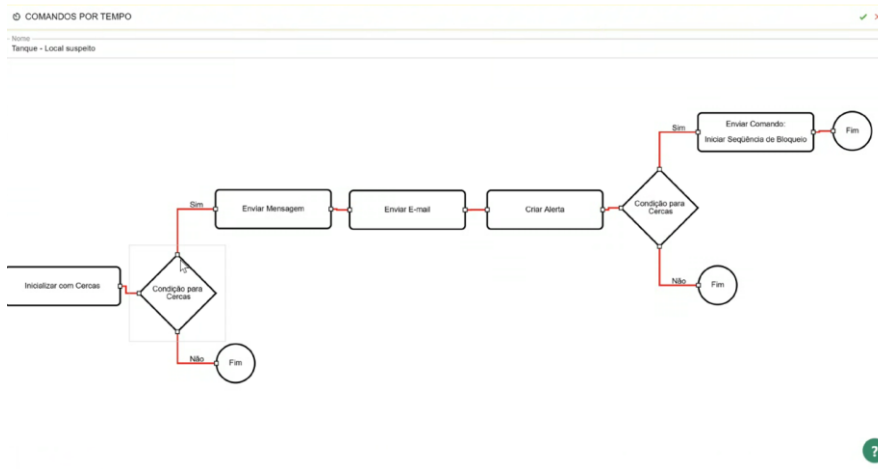 COMANDOS POR TEMPO
Nome
Tanque - Local suspeito
Sim
Enviar Comando:
Iniciar Seqüência de Bloqueio
Fim
Sim
Enviar Mensagem
Enviar E-mail
Criar Alerta
Condição para
Cercas
Inicializar com Cercas
Condição para
Cercas
Não
Fim
Não
Fim
?